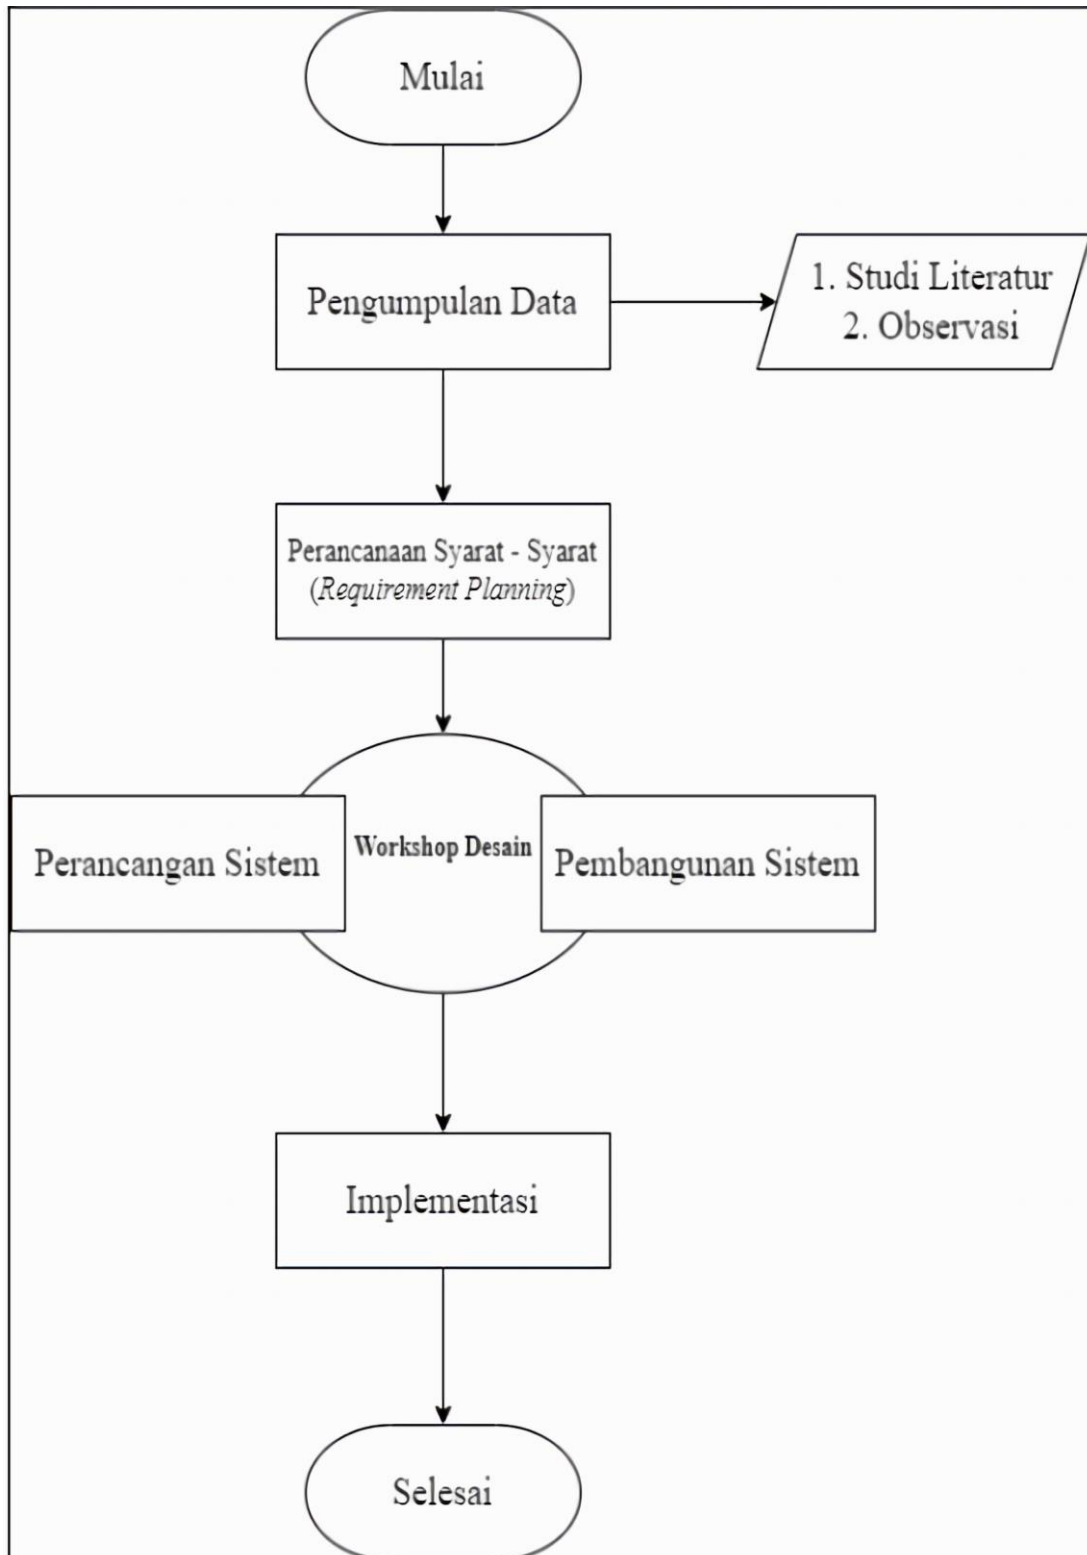 Mulai
Pengumpulan Data
1. Studi Literatur
2. Observasi
Perancanaan Syarat - Syarat
(Requirement Planning)
Perancangan Sistem
Workshop Desain
Pembangunan Sistem
Implementasi
Selesai